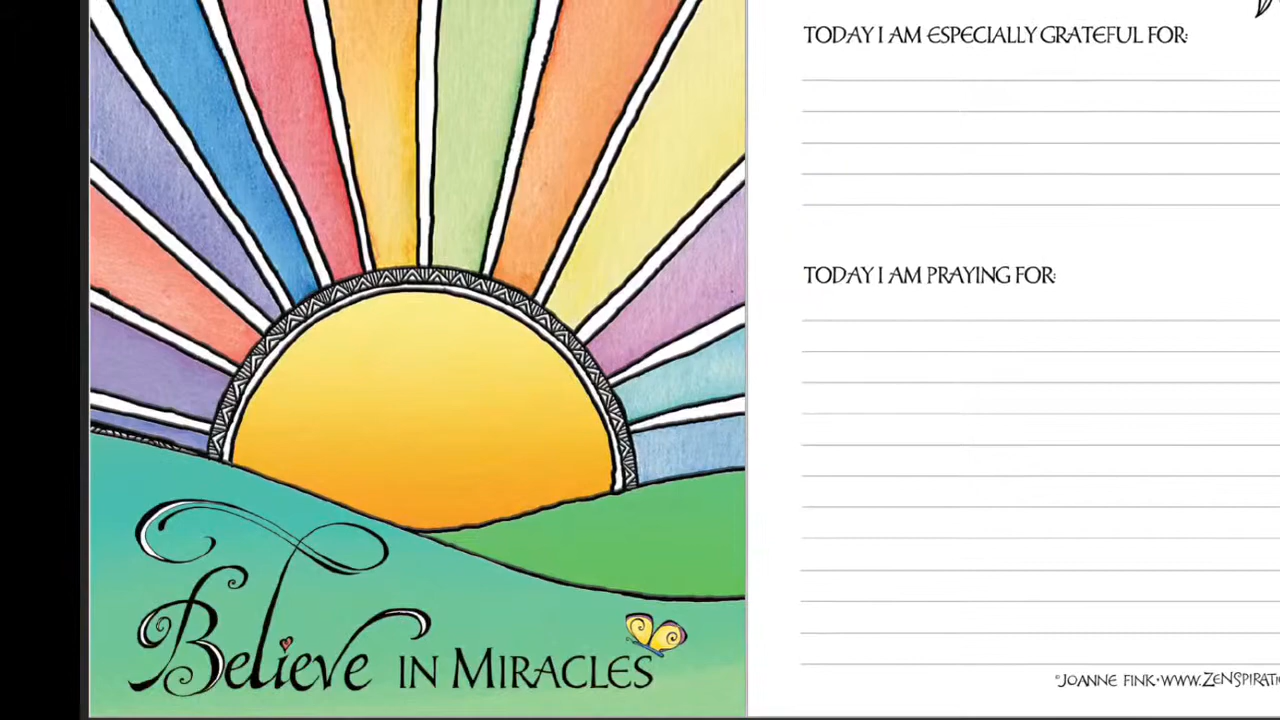 Believe IN MIRACLES
TODAY I AM ESPECIALLY GRATEFUL FOR:
TODAY I AM PRAYING FOR:
©JOANNE FINK•WWW.ZENSPIRATI